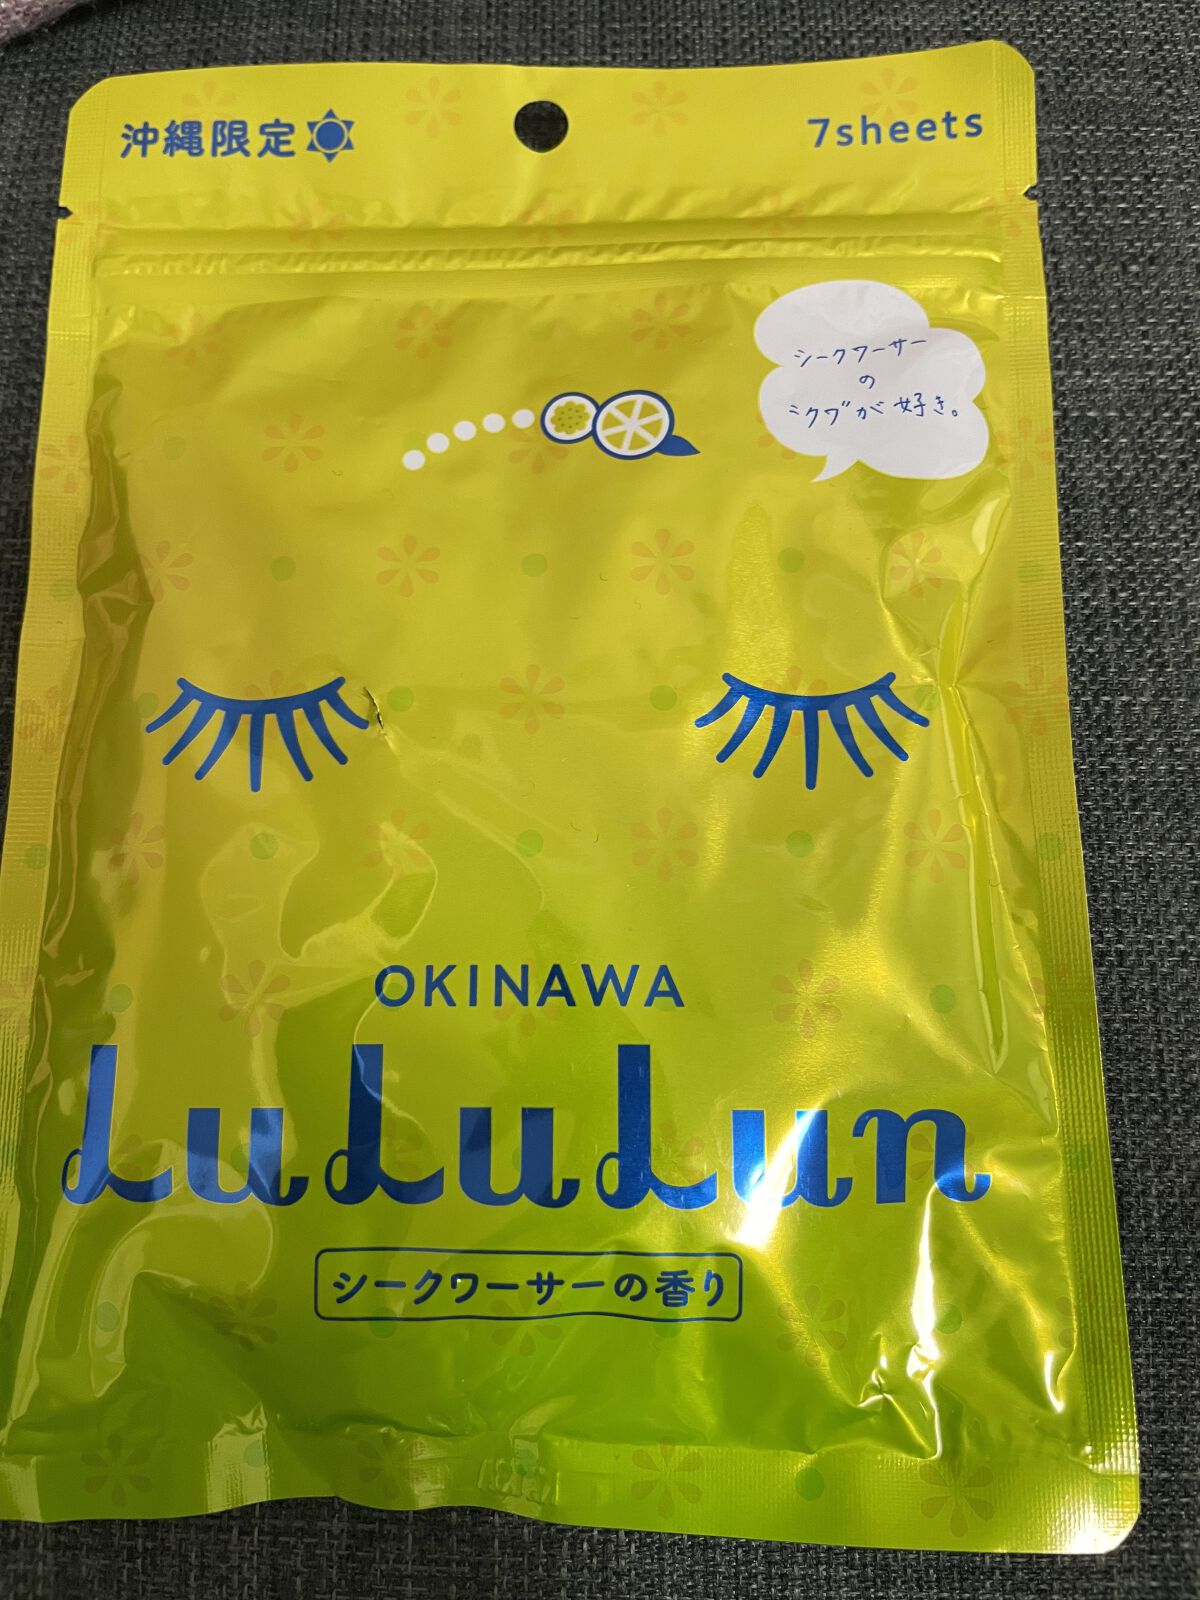 沖縄限定
7sheets
シークワーサー
の
ミクブが好き。
OKINAWA
LuLuLun
シークワーサーの香り